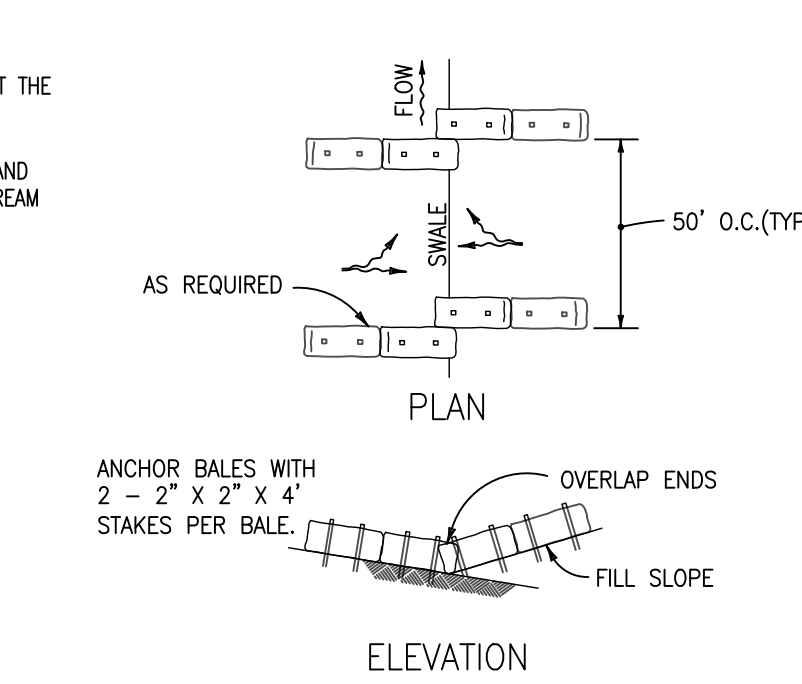 T THE
AND
REAM
FLOW
SWALE
50' O.C.(TYP
AS REQUIRED
PLAN
ANCHOR BALES WITH
2 - 2" X 2" X 4'
STAKES PER BALE.
OVERLAP ENDS
FILL SLOPE
ELEVATION